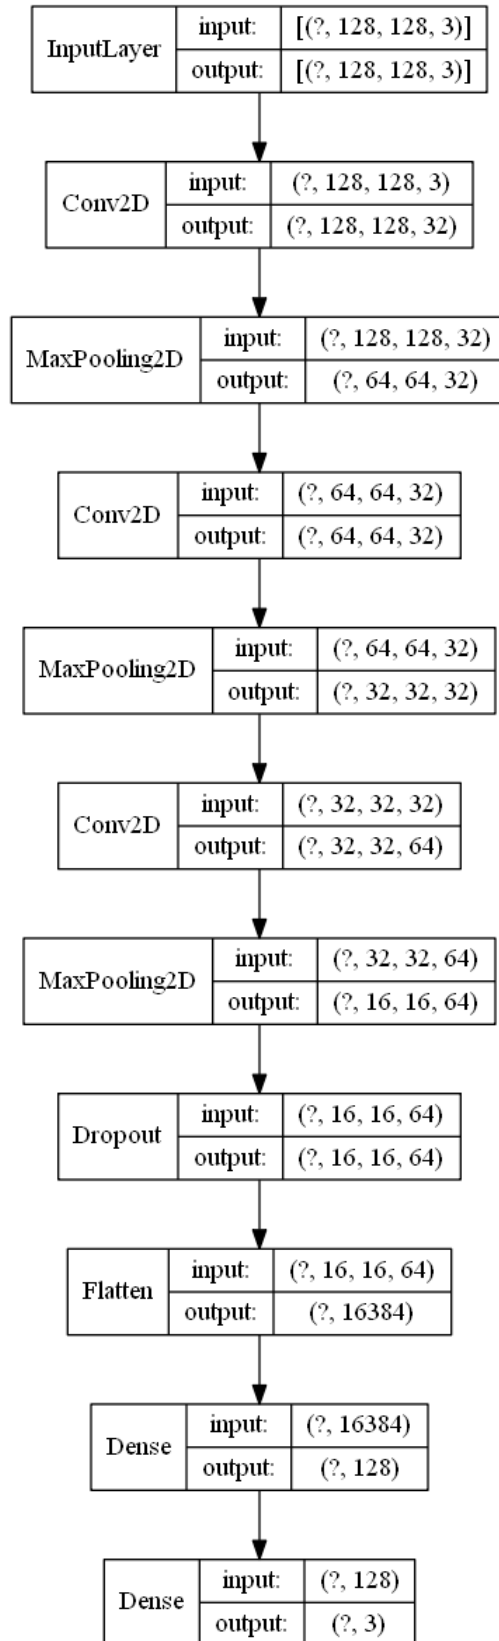 InputLayer
input: [(?, 128, 128, 3)]
output: [(?, 128, 128, 3)]
Conv2D
input: (?, 128, 128, 3)
output: (?, 128, 128, 32)
MaxPooling2D
input: (?, 128, 128, 32)
output: (?, 64, 64, 32)
Conv2D
input: (?, 64, 64, 32)
output: (?, 64, 64, 32)
MaxPooling2D
input: (?, 64, 64, 32)
output: (?, 32, 32, 32)
Conv2D
input: (?, 32, 32, 32)
output: (?, 32, 32, 64)
MaxPooling2D
input: (?, 32, 32, 64)
output: (?, 16, 16, 64)
Dropout
input: (?, 16, 16, 64)
output: (?, 16, 16, 64)
Flatten
input: (?, 16, 16, 64)
output: (?, 16384)
Dense
input: (?, 16384)
output: (?, 128)
Dense
input: (?, 128)
output: (?, 3)